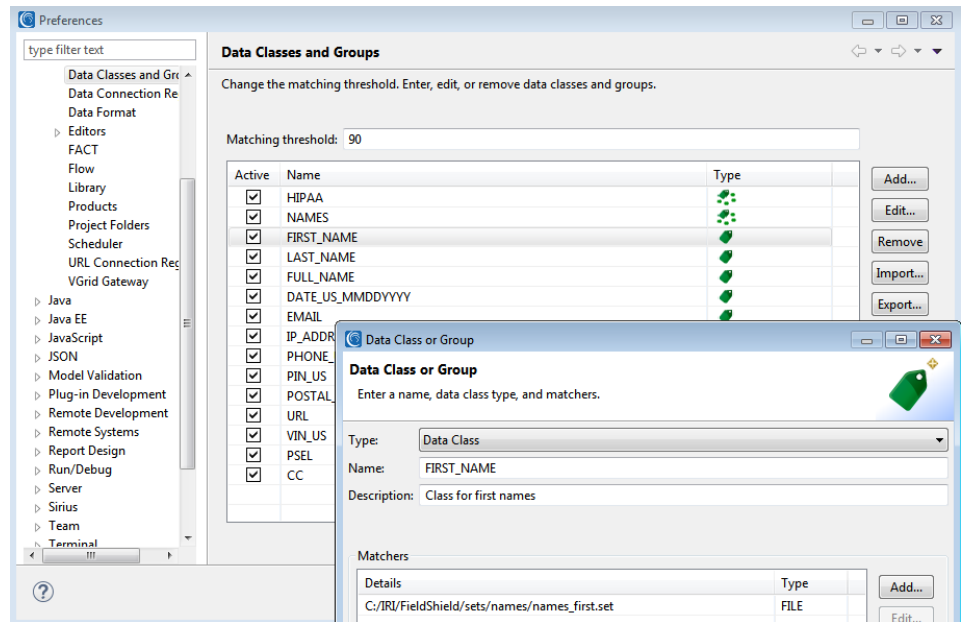 Preferences
type filter text
Data Classes and Groups
Data Classes and Grc
Data Connection Re
Data Format
Editors
FACT
Flow
Library
Products
Project Folders
Scheduler
URL Connection Reg
VGrid Gateway
Java
Java EE
JavaScript
JSON
Model Validation
Plug-in Development
Remote Development
Remote Systems
Report Design
Run/Debug
Server
Sirius
Team
Terminal
Change the matching threshold. Enter, edit, or remove data classes and groups.
Matching threshold: 90
Active Name Type
HIPAA
NAMES
FIRST_NAME
LAST_NAME
FULL_NAME
DATE_US_MMDDYYYY
EMAIL
IP_ADDR
PHONE_
PIN_US
POSTAL_
URL
VIN_US
PSEL
CC
Add...
Edit...
Remove
Import...
Export...
Data Class or Group
Data Class or Group
Enter a name, data class type, and matchers.
Type: Data Class
Name: FIRST_NAME
Description: Class for first names
Matchers
Details Type
C:/IRI/FieldShield/sets/names/names_first.set FILE
Add...
Edit...